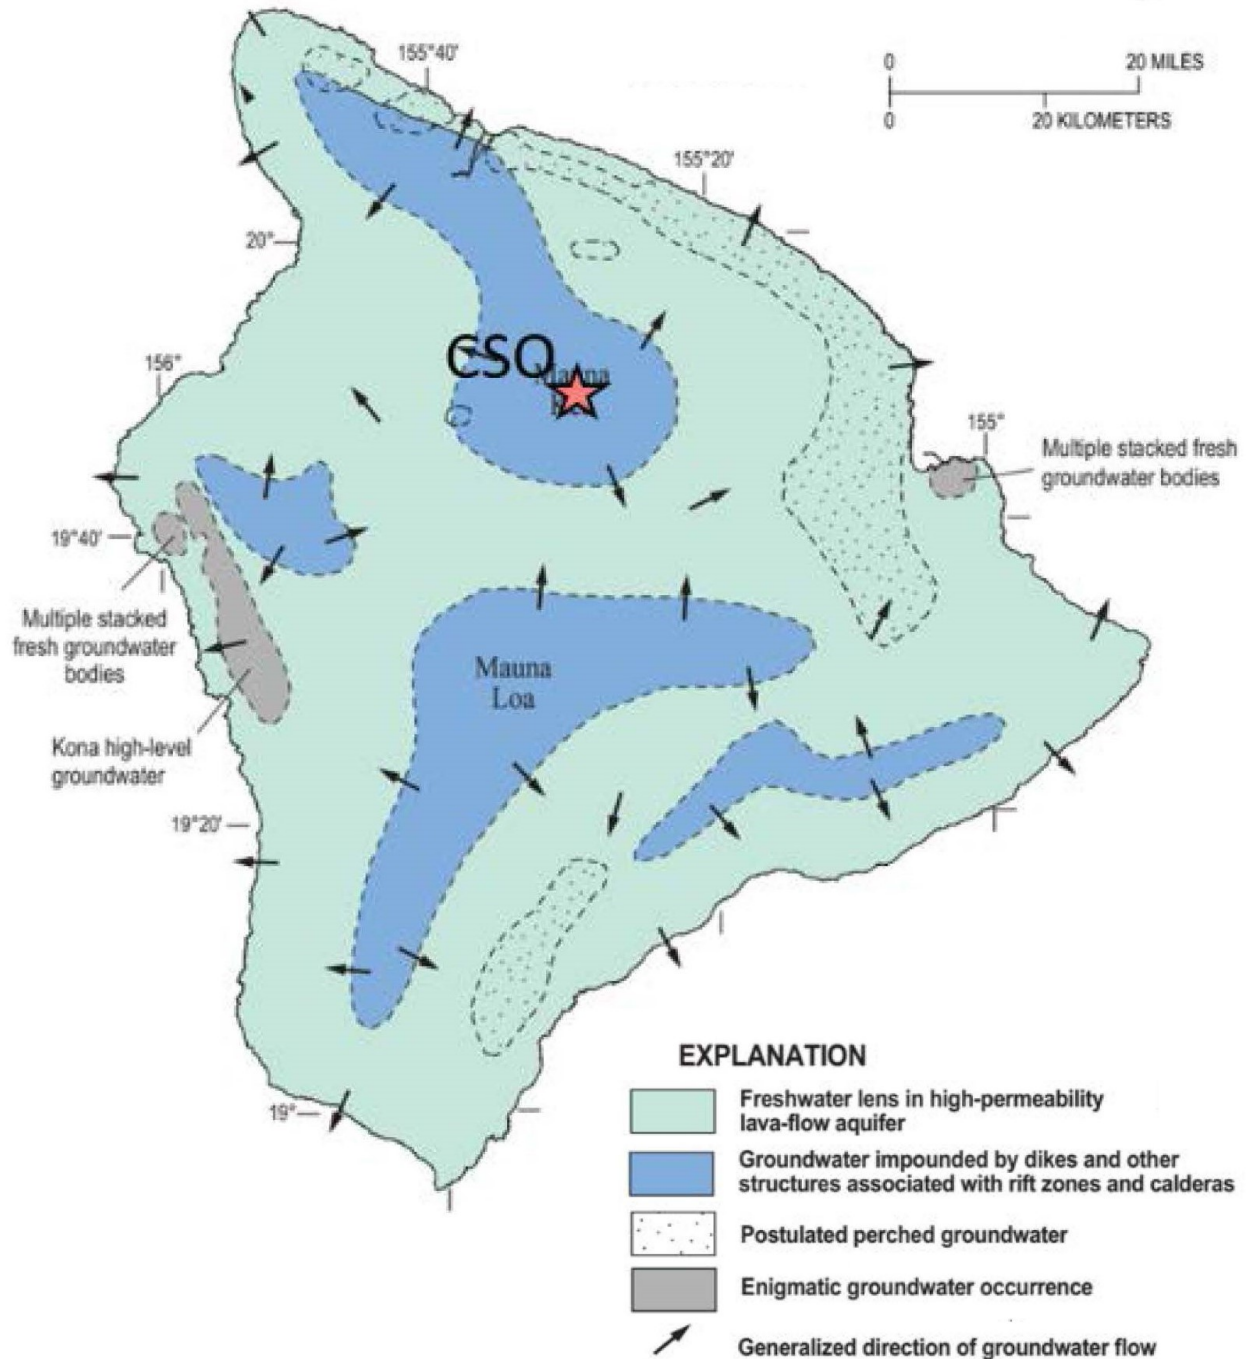 155°40'
0
20 MILES
0
20 KILOMETERS
155°20'
20°
CSO
Mauna
156°
155°
Multiple stacked fresh
groundwater bodies
19°40'
Multiple stacked
fresh groundwater
bodies
Mauna
Loa
Kona high-level
groundwater
19°20'
19°
EXPLANATION
Freshwater lens in high-permeability
lava-flow aquifer
Groundwater impounded by dikes and other
structures associated with rift zones and calderas
Postulated perched groundwater
Enigmatic groundwater occurrence
Generalized direction of groundwater flow